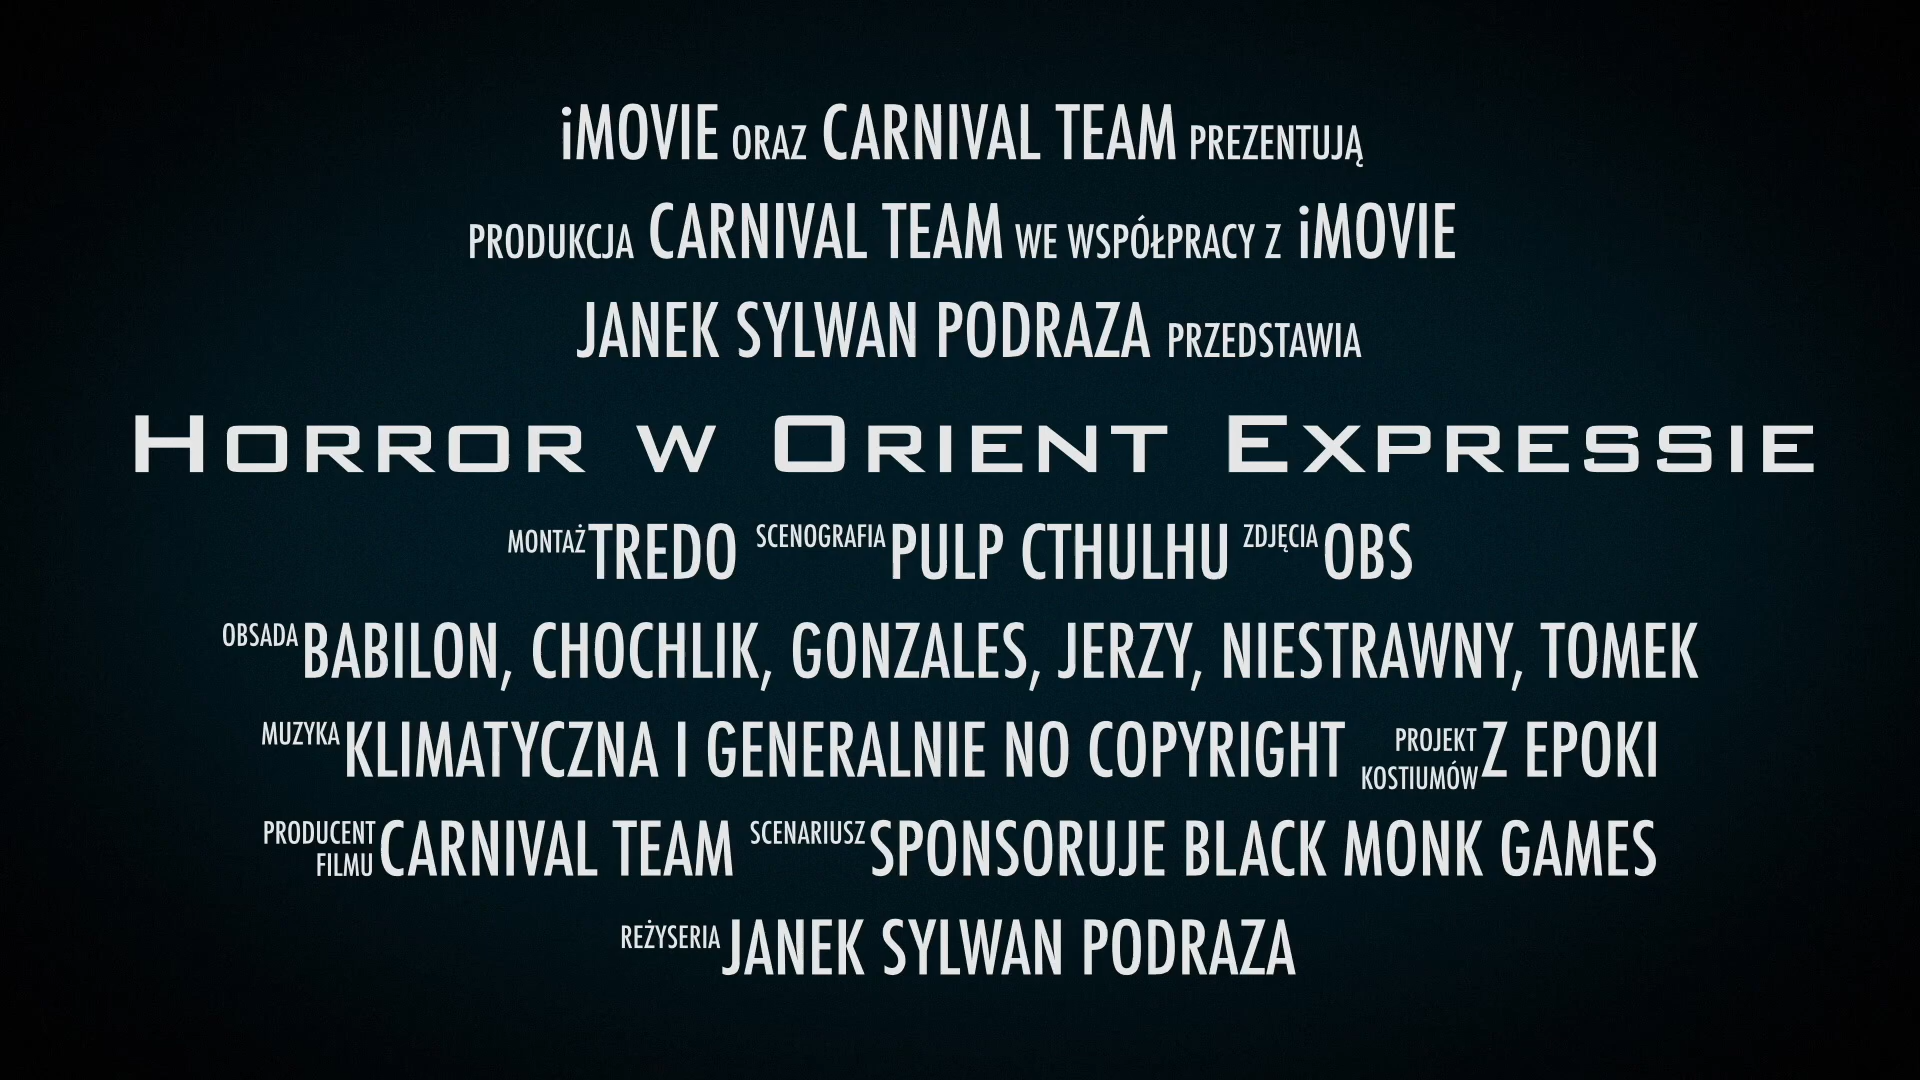 iMOVIE ORAZ CARNIVAL TEAM PREZENTUJĄ
PRODUKCJA CARNIVAL TEAM WE WSPÓŁPRACY Z iMOVIE
JANEK SYLWAN PODRAZA PRZEDSTAWIA
HORROR W ORIENT EXPRESSIE
MONTAŻ TREDO SCENOGRAFIA PULP CTHULHU ZDJĘCIA OBS
OBSADA BABILON, CHOCHLIK, GONZALES, JERZY, NIESTRAWNY, TOMEK
MUZYKA KLIMATYCZNA I GENERALNIE NO COPYRIGHT PROJEKT KOSTIUMÓW Z EPOKI
PRODUCENT FILMU CARNIVAL TEAM SCENARIUSZ SPONSORUJE BLACK MONK GAMES
REŻYSERIA JANEK SYLWAN PODRAZA